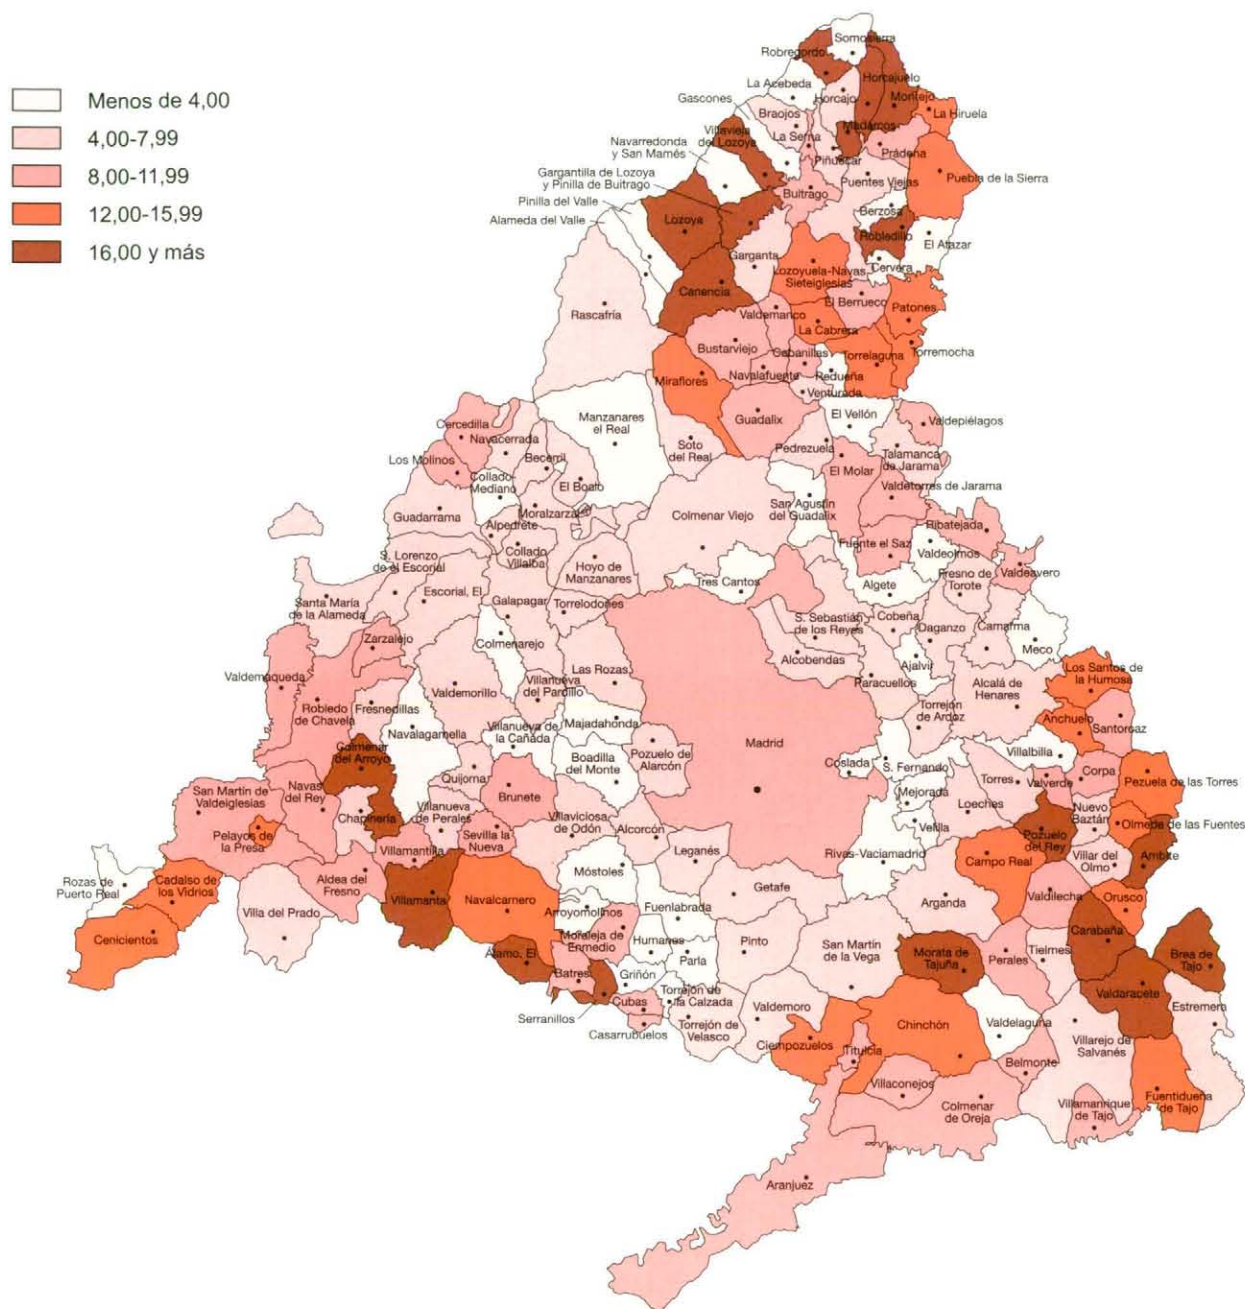 Menos de 4,00
4,00-7,99
8,00-11,99
12,00-15,99
16,00 y más
Somosierra
Robregordo
Horcajuelo
La Acebeda
Horcajo
Montejo
La Hiruela
Gascones
Braojos
Madarcos
Villavieja
del Lozoya
La Serna
Prádena
Navarredonda
y San Mamés
Piñuecar
Gargantilla de Lozoya
y Pinilla de Buitrago
Buitrago
Puentes Viejas
Puebla de la Sierra
Pinilla del Valle
Berzosa
Alameda del Valle
Lozoya
Robledillo
El Atazar
Garganta
Cervera
Lozoyuela-Navas
Sieteiglesias
Canencia
El Berrueco
Rascafría
Valdemanco
Patones
La Cabrera
Bustarviejo
Cabanillas
Torrelaguna
Torremocha
Miraflores
Navalafuente
Redueña
Venturada
Manzanares
el Real
Guadalix
El Vellón
Valdepiélagos
Cercedilla
Navacerrada
Soto
del Real
Pedrezuela
Talamanca
de Jarama
Los Molinos
Becerril
El Molar
Collado-
Mediano
El Boalo
Valdetorres de Jarama
Guadarrama
Moralzarzal
Colmenar Viejo
San Agustín
del Guadalix
Ribatejada
Alpedrete
Collado
Villalba
Fuente el Saz
Valdeolmos
S. Lorenzo
de el Escorial
Hoyo de
Manzanares
Tres Cantos
Algete
Fresno de
Torote
Valdeavero
Santa María
de la Alameda
Escorial, El
Galapagar
Torrelodones
S. Sebastián
de los Reyes
Cobeña
Daganzo
Camarma
Zarzalejo
Colmenarejo
Alcobendas
Ajalvir
Meco
Valdemaqueda
Las Rozas
Paracuellos
Alcalá de
Henares
Los Santos de
la Humosa
Robledo
de Chavela
Fresnedillas
Valdemorillo
Villanueva
del Pardillo
Torrejón
de Ardoz
Anchuelo
Santorcaz
Navalagamella
Villanueva de
la Cañada
Majadahonda
Madrid
Colmenar
del Arroyo
Boadilla
del Monte
Pozuelo de
Alarcón
Coslada
S. Fernando
Villalbilla
Quijorna
Torres
Valverde
Corpa
Pezuela de las Torres
San Martín de
Valdeiglesias
Navas
del Rey
Brunete
Mejorada
Loeches
Nuevo
Baztán
Chapinería
Villanueva
de Perales
Villaviciosa
de Odón
Alcorcón
Velilla
Pozuelo
del Rey
Olmeda de las Fuentes
Pelayos de
la Presa
Villamantilla
Sevilla la
Nueva
Leganés
Rivas-Vaciamadrid
Campo Real
Villar del
Olmo
Ambite
Rozas de
Puerto Real
Cadalso de
los Vidrios
Aldea del
Fresno
Móstoles
Getafe
Valdilecha
Villamanta
Navalcarnero
Arroyomolinos
Fuenlabrada
Arganda
Orusco
Villa del Prado
Cenicientos
Moraleja de
Enmedio
Humanes
Pinto
San Martín
de la Vega
Carabaña
Alamo, El
Parla
Morata de
Tajuña
Perales
Tielmes
Brea de
Tajo
Batres
Griñón
Valdaracete
Serranillos
Cubas
Torrejón de
la Calzada
Valdemoro
Estremera
Casarrubuelos
Torrejón de
Velasco
Ciempozuelos
Chinchón
Valdelaguna
Villarejo de
Salvanés
Titulcia
Belmonte
Villaconejos
Fuentidueña
de Tajo
Colmenar
de Oreja
Villamanrique
de Tajo
Aranjuez